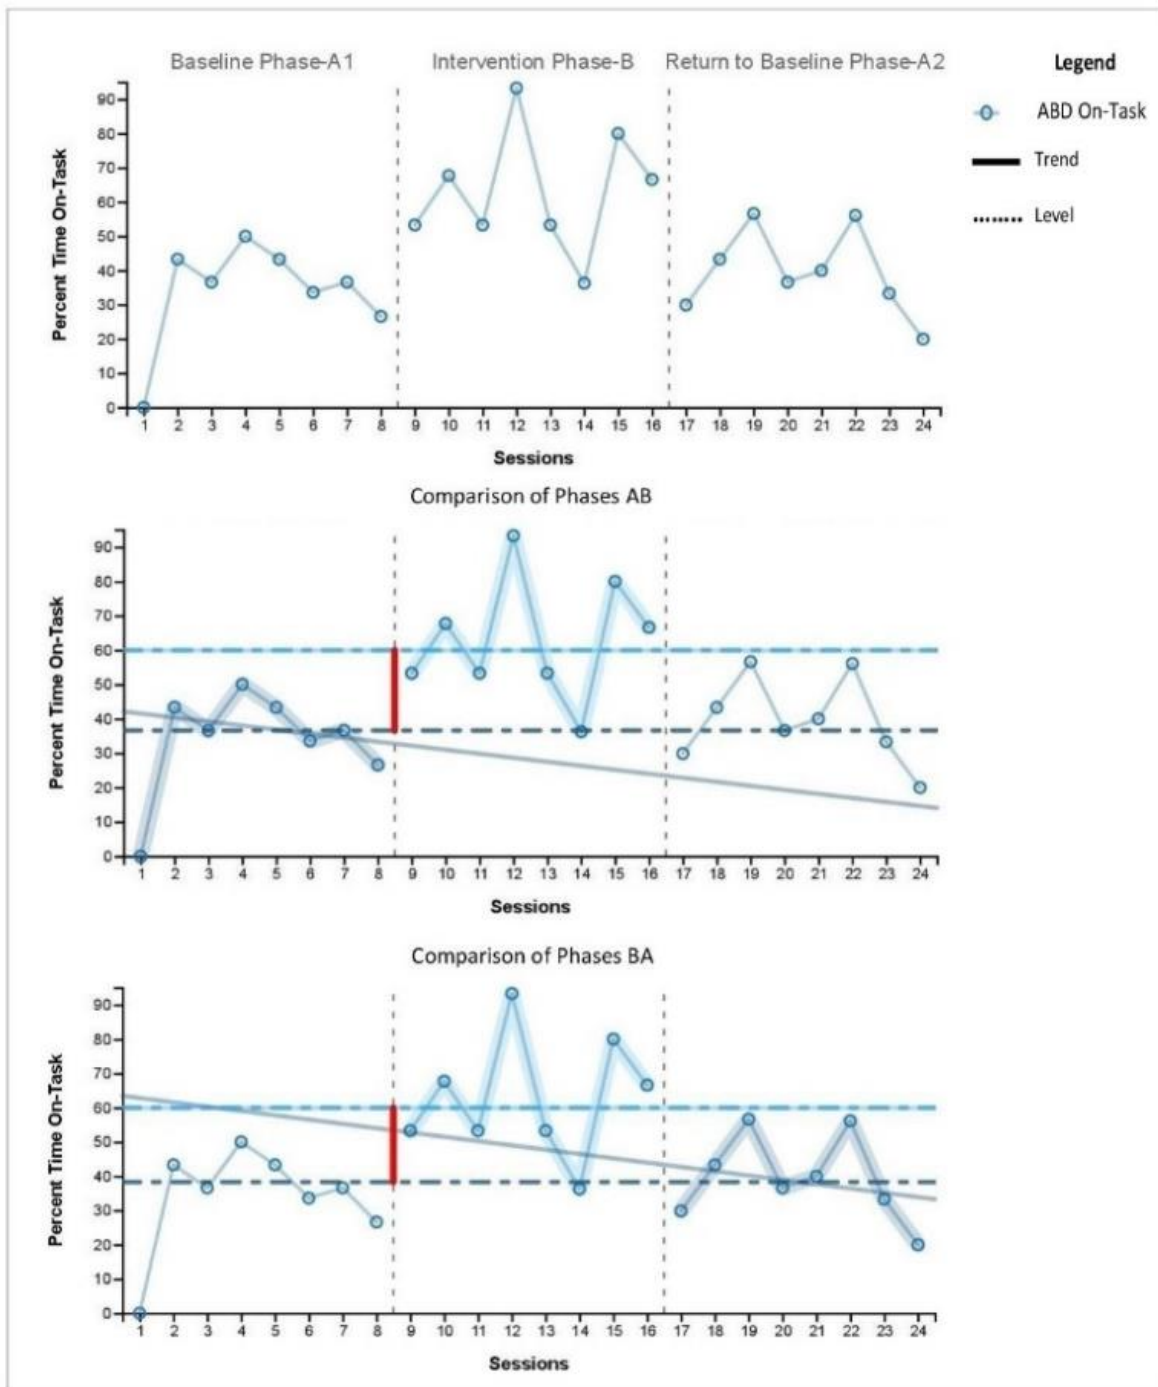 Baseline Phase-A1 Intervention Phase-B Return to Baseline Phase-A2
Legend
ABD On-Task
Trend
Level
Percent Time On-Task
90
80
70
60
50
40
30
20
10
0
1 2 3 4 5 6 7 8 9 10 11 12 13 14 15 16 17 18 19 20 21 22 23 24
Sessions
Comparison of Phases AB
Percent Time On-Task
90
80
70
60
50
40
30
20
10
0
1 2 3 4 5 6 7 8 9 10 11 12 13 14 15 16 17 18 19 20 21 22 23 24
Sessions
Comparison of Phases BA
Percent Time On-Task
90
80
70
60
50
40
30
20
10
0
1 2 3 4 5 6 7 8 9 10 11 12 13 14 15 16 17 18 19 20 21 22 23 24
Sessions